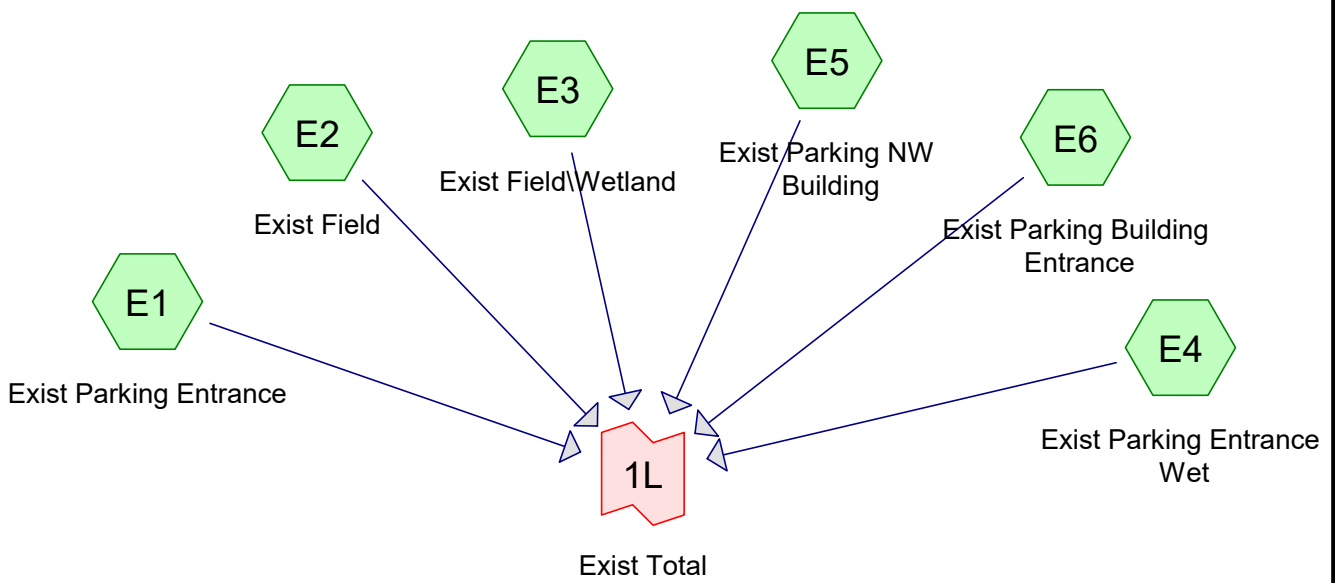 E1
Exist Parking Entrance
E2
Exist Field
E3
Exist Field\Wetland
E5
Exist Parking NW
Building
E6
Exist Parking Building
Entrance
E4
Exist Parking Entrance
Wet
1L
Exist Total